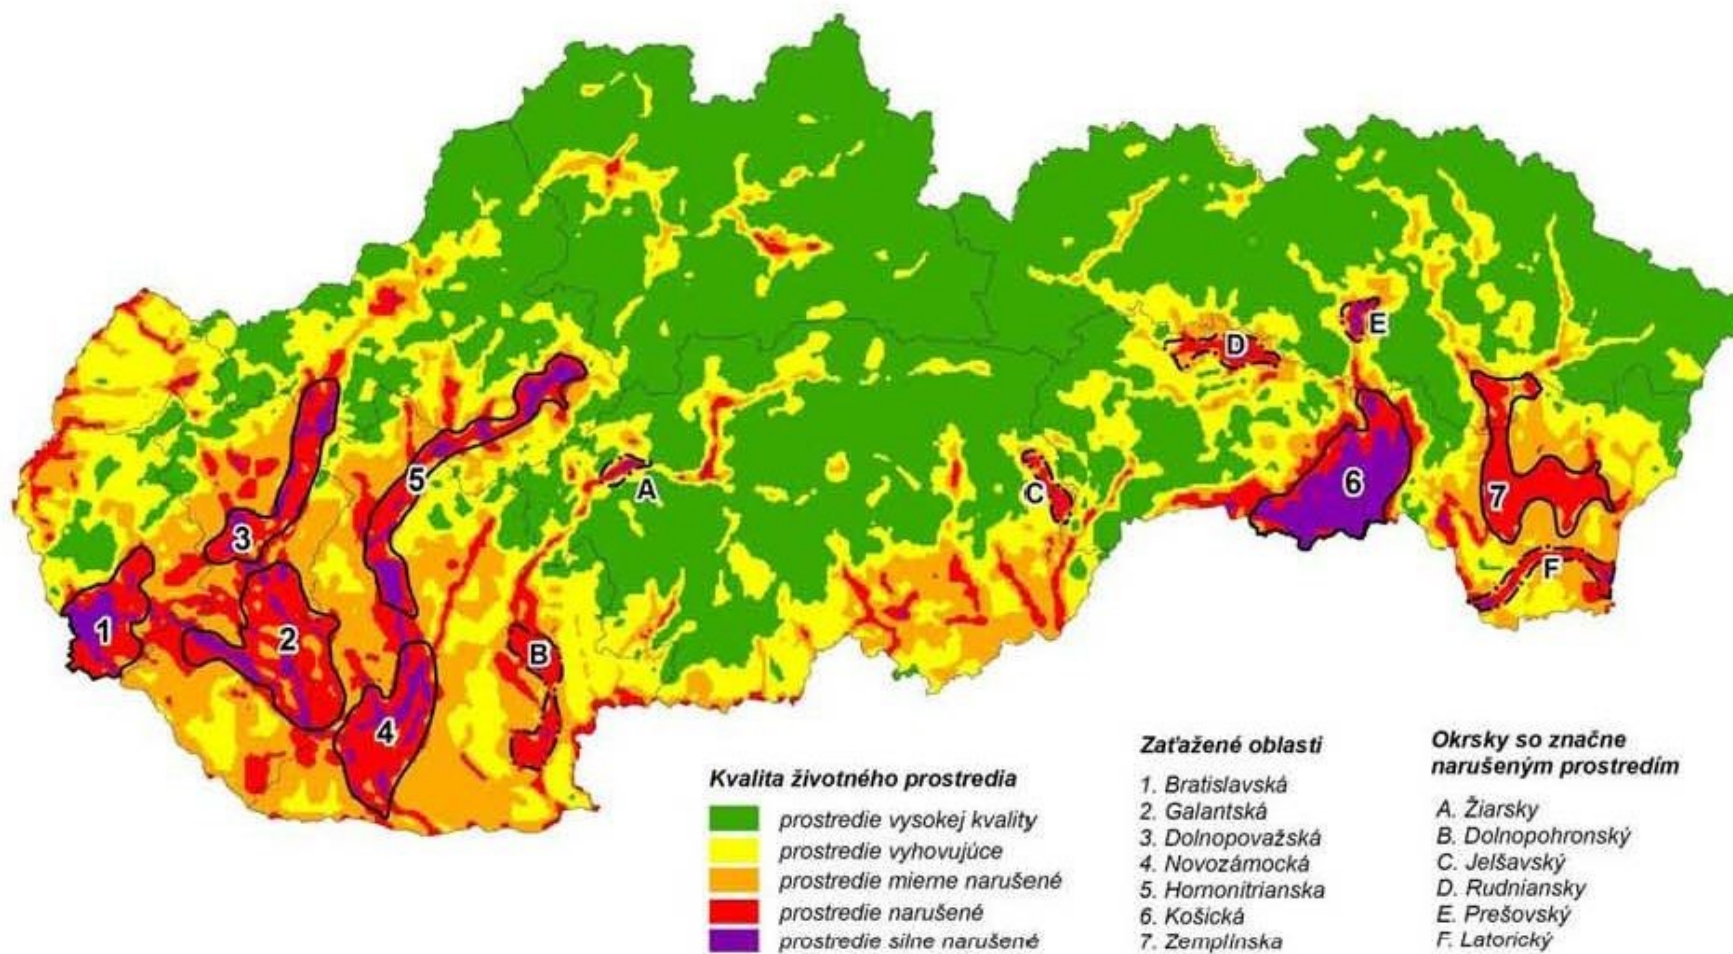 A
B
C
D
E
F
1
2
3
4
5
6
7
Kvalita životného prostredia
prostredie vysokej kvality
prostredie vyhovujúce
prostredie mierne narušené
prostredie narušené
prostredie silne narušené
Zaťažené oblasti
1. Bratislavská
2. Galantská
3. Dolnopovažská
4. Novozámocká
5. Hornonitrianska
6. Košická
7. Zemplínska
Okrsky so značne
narušeným prostredím
A. Žiarsky
B. Dolnopohronský
C. Jelšavský
D. Rudniansky
E. Prešovský
F. Latorický